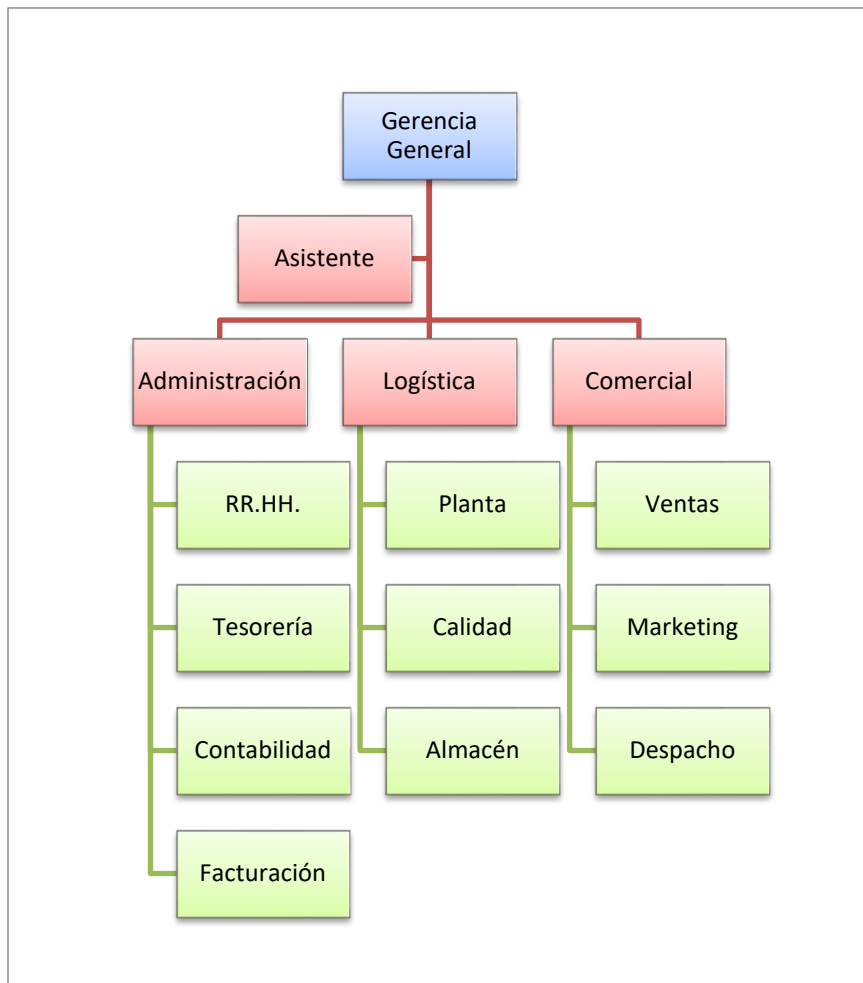 Gerencia
General
Asistente
Administración
Logística
Comercial
RR.HH.
Planta
Ventas
Tesorería
Calidad
Marketing
Contabilidad
Almacén
Despacho
Facturación